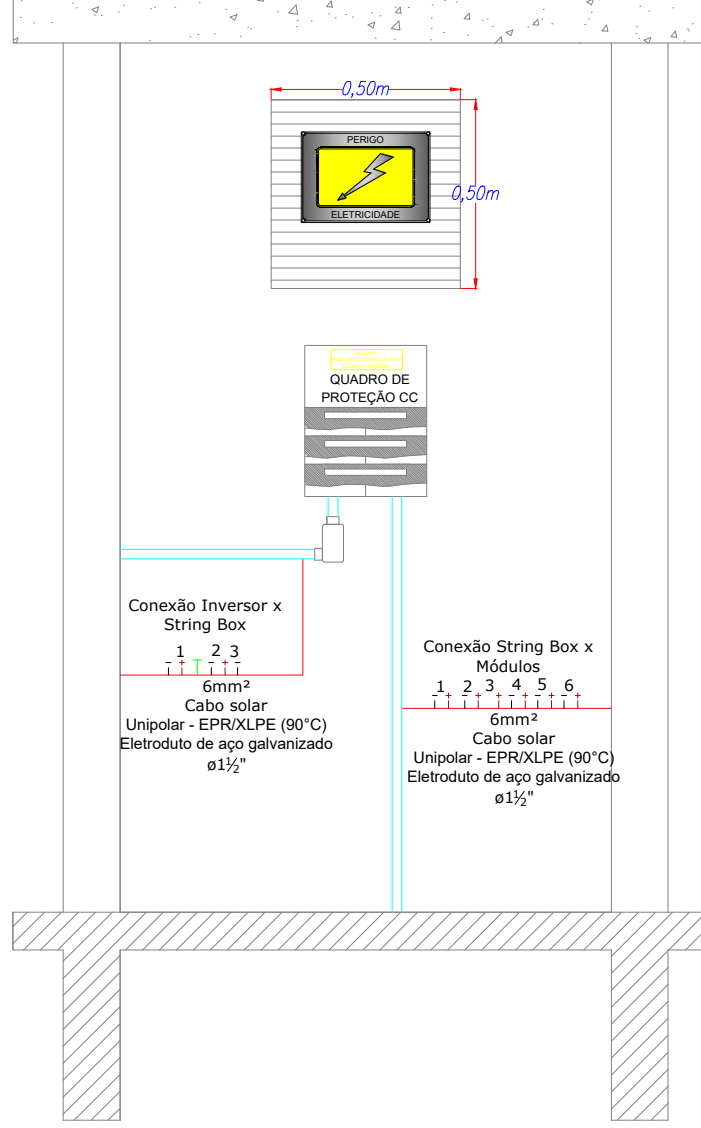 0,50m
PERIGO
0,50m
ELETRICIDADE
QUADRO DE
PROTEÇÃO CC
Conexão Inversor x
String Box
1 2 3
6mm²
Cabo solar
Unipolar - EPR/XLPE (90°C)
Eletroduto de aço galvanizado
ø1½"
Conexão String Box x
Módulos
1 2 3 4 5 6
6mm²
Cabo solar
Unipolar - EPR/XLPE (90°C)
Eletroduto de aço galvanizado
ø1½"